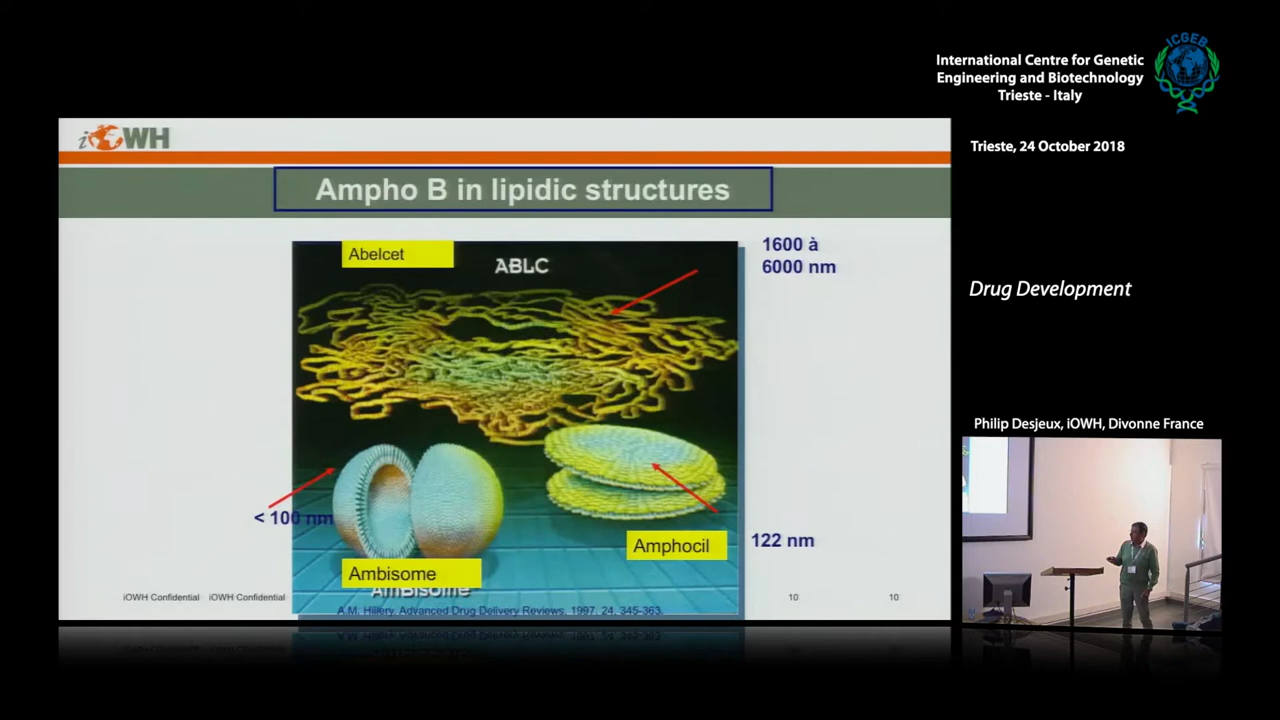 International Centre for Genetic
Engineering and Biotechnology
Trieste - Italy
ICGEB
Trieste, 24 October 2018
iOWH
Ampho B in lipidic structures
Abelcet
ABLC
1600 à
6000 nm
Drug Development
Philip Desjeux, iOWH, Divonne France
< 100 nm
Amphocil
122 nm
Ambisome
AmBisome
iOWH Confidential iOWH Confidential
10
10
A.M. Hillery, Advanced Drug Delivery Reviews, 1997, 24, 345-363.